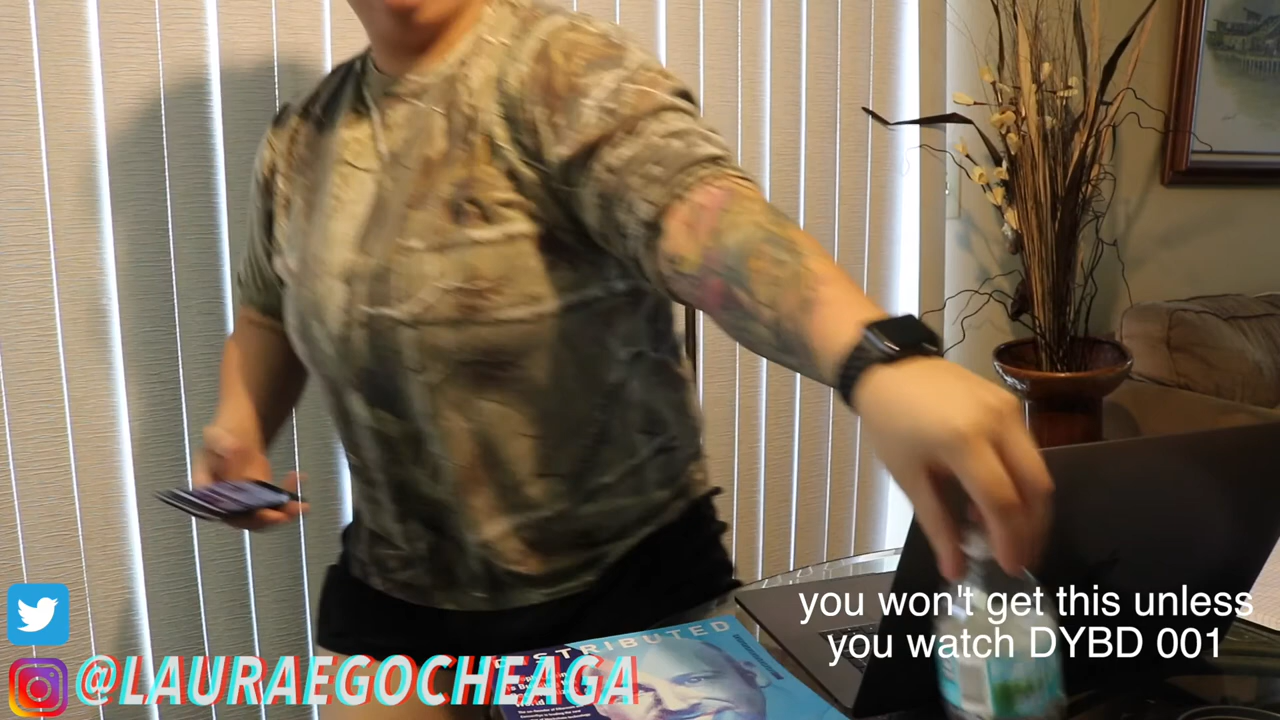 you won't get this unless
you watch DYBD 001
@LAURAEGOCHEAGA
DISTRIBUTED